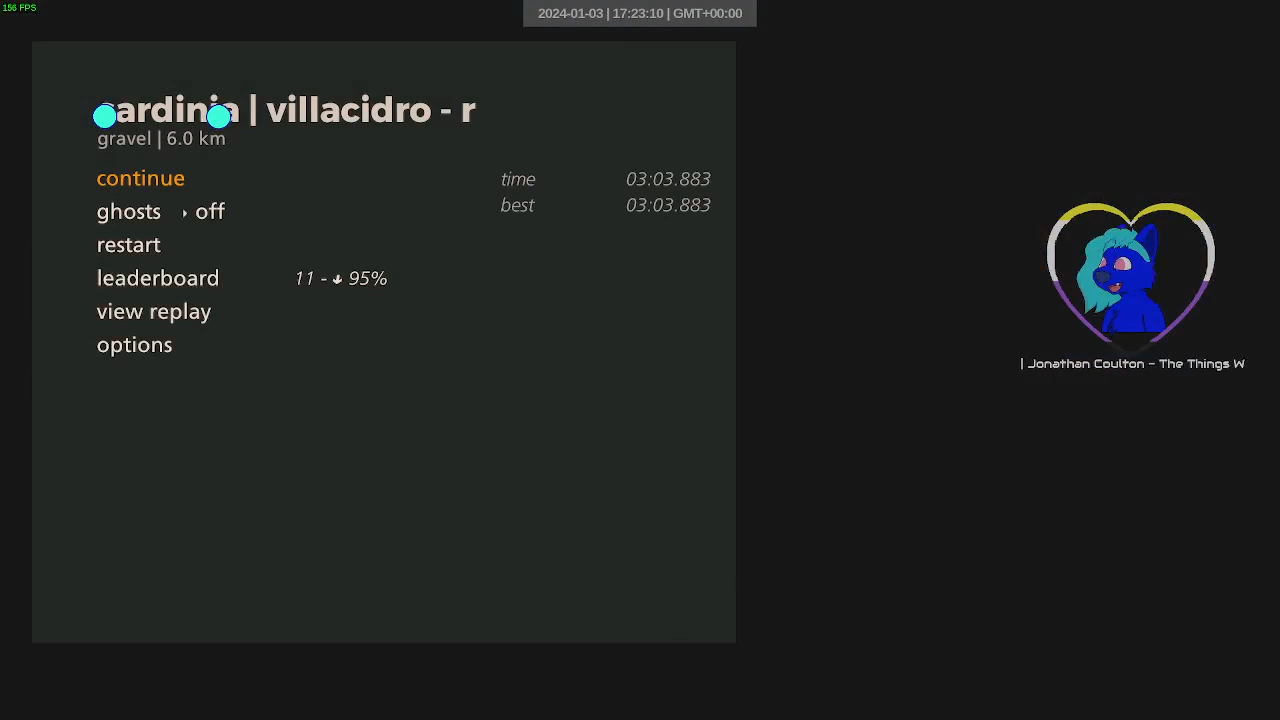 156 FPS
2024-01-03 | 17:23:10 | GMT+00:00
sardinia | villacidro - r
gravel | 6.0 km
continue
time 03:03.883
ghosts off
best 03:03.883
restart
leaderboard 11 - 95%
view replay
options
| Jonathan Coulton - The Things W